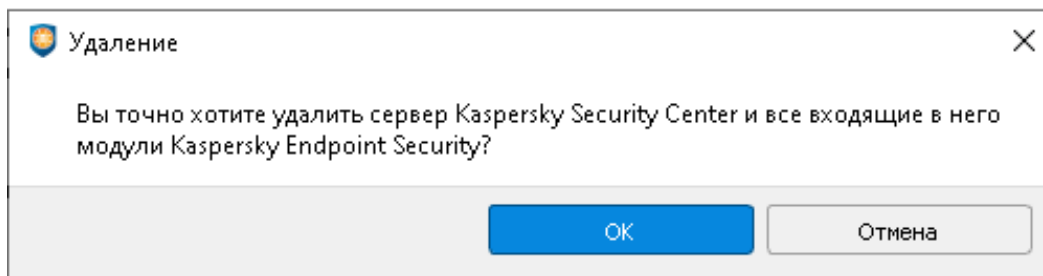 Удаление
Вы точно хотите удалить сервер Kaspersky Security Center и все входящие в него
модули Kaspersky Endpoint Security?
OK
Отмена